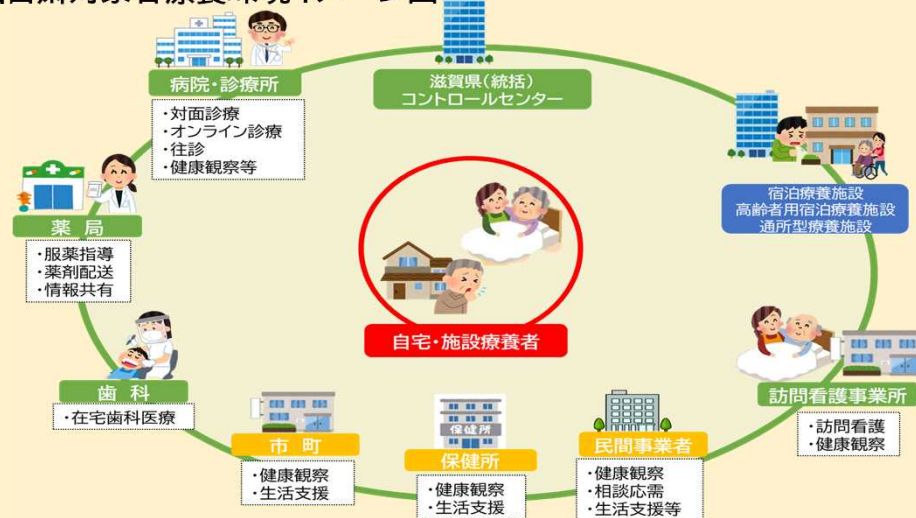 病院・診療所
・対面診療
・オンライン診療
・往診
・健康観察等
滋賀県(統括)
コントロールセンター
宿泊療養施設
高齢者用宿泊療養施設
通所型療養施設
薬 局
・服薬指導
・薬剤配送
・情報共有
自宅・施設療養者
訪問看護事業所
・訪問看護
・健康観察
歯 科
・在宅歯科医療
市 町
・健康観察
・生活支援
保健所
保健所
・健康観察
・生活支援
民間事業者
・健康観察
・相談応需
・生活支援等